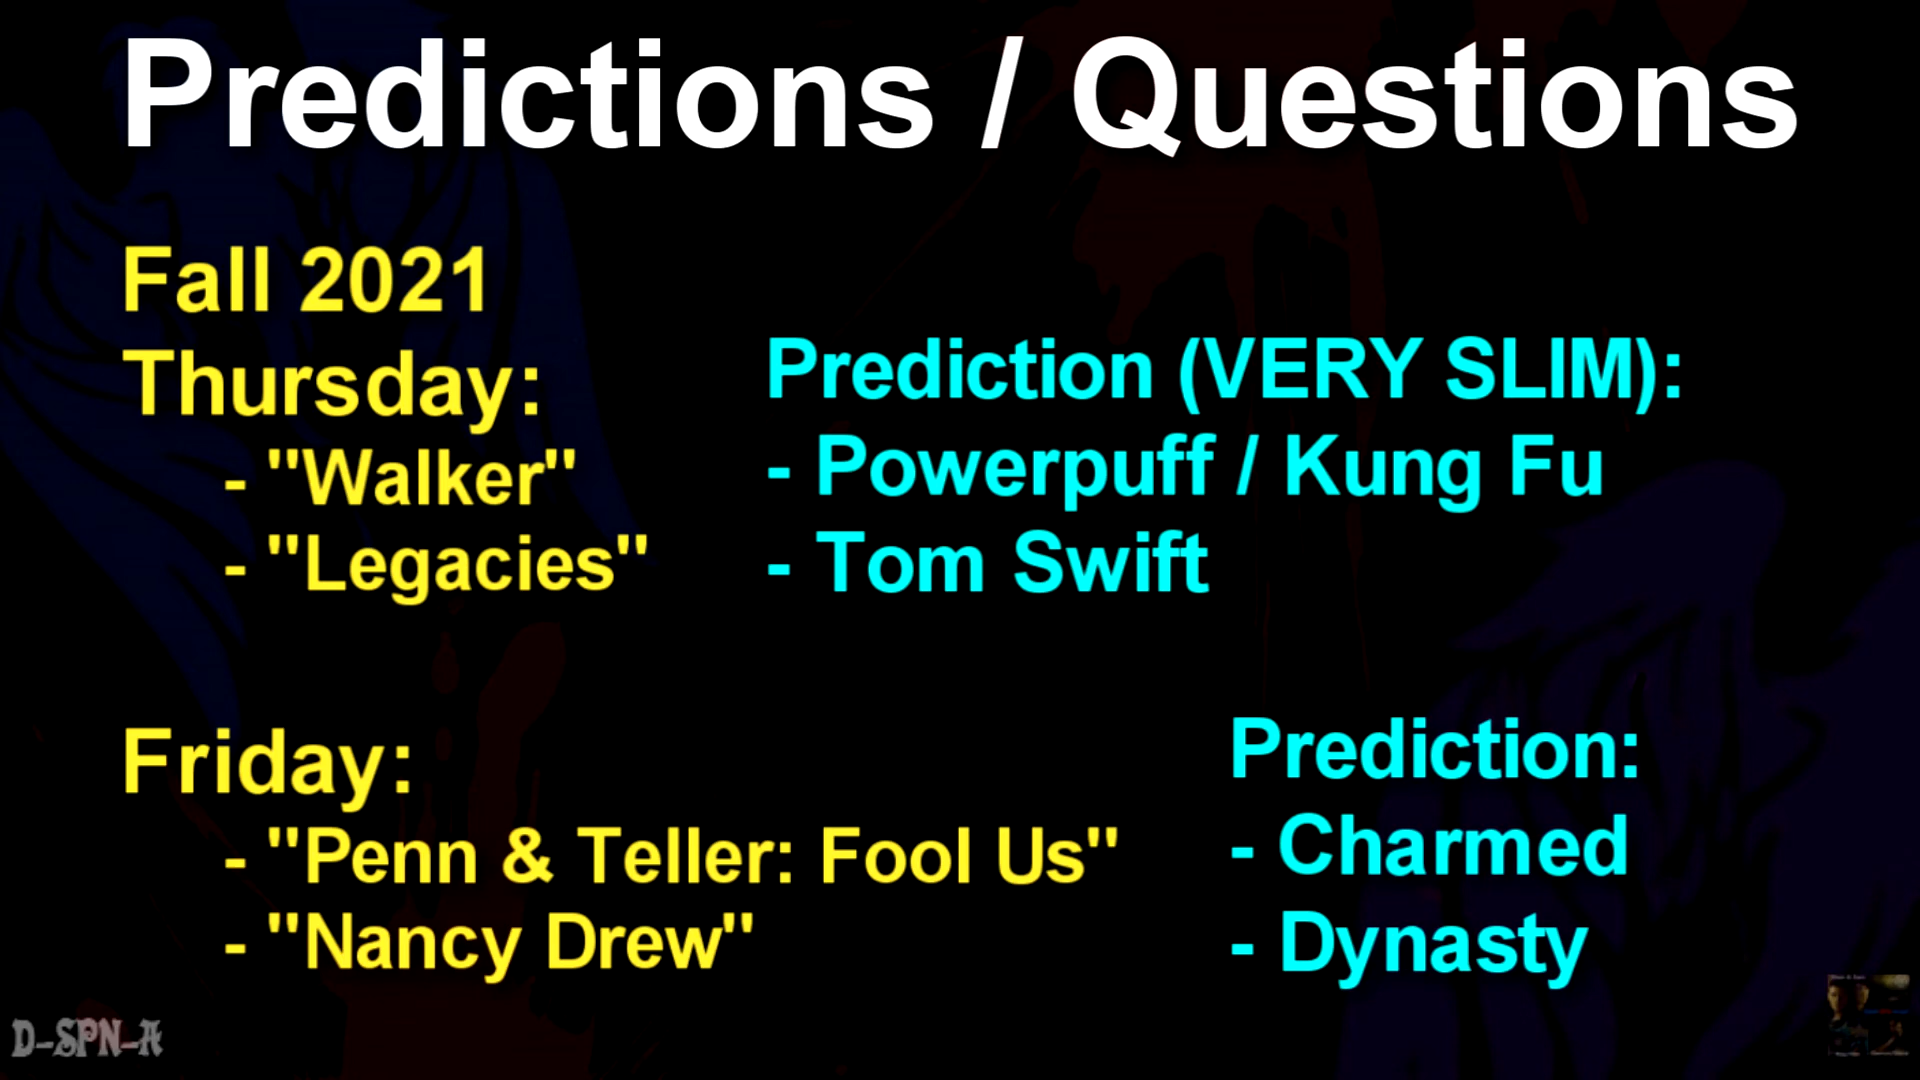 Predictions / Questions
Fall 2021
Thursday:
- "Walker"
- "Legacies"
Prediction (VERY SLIM):
- Powerpuff / Kung Fu
- Tom Swift
Friday:
- "Penn & Teller: Fool Us"
- "Nancy Drew"
Prediction:
- Charmed
- Dynasty
D-SPN-A